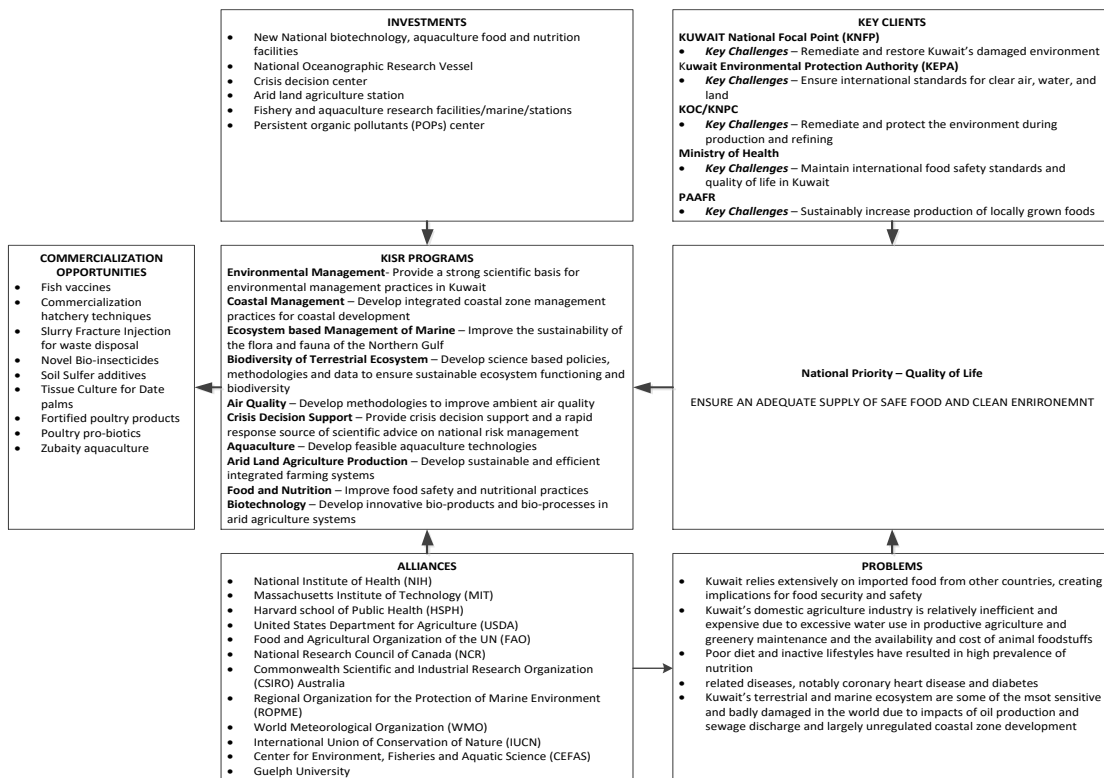 INVESTMENTS
• New National biotechnology, aquaculture food and nutrition
facilities
• National Oceanographic Research Vessel
• Crisis decision center
• Arid land agriculture station
• Fishery and aquaculture research facilities/marine/stations
• Persistent organic pollutants (POPs) center
KEY CLIENTS
KUWAIT National Focal Point (KNFP)
• Key Challenges – Remediate and restore Kuwait's damaged environment
Kuwait Environmental Protection Authority (KEPA)
• Key Challenges – Ensure international standards for clear air, water, and
land
KOC/KNPC
• Key Challenges – Remediate and protect the environment during
production and refining
Ministry of Health
• Key Challenges – Maintain international food safety standards and
quality of life in Kuwait
PAAFR
• Key Challenges – Sustainably increase production of locally grown foods
COMMERCIALIZATION
OPPORTUNITIES
• Fish vaccines
• Commercialization
hatchery techniques
• Slurry Fracture Injection
for waste disposal
• Novel Bio-insecticides
• Soil Sulfer additives
• Tissue Culture for Date
palms
• Fortified poultry products
• Poultry pro-biotics
• Zubaity aquaculture
KISR PROGRAMS
Environmental Management- Provide a strong scientific basis for
environmental management practices in Kuwait
Coastal Management – Develop integrated coastal zone management
practices for coastal development
Ecosystem based Management of Marine – Improve the sustainability of
the flora and fauna of the Northern Gulf
Biodiversity of Terrestrial Ecosystem – Develop science based policies,
methodologies and data to ensure sustainable ecosystem functioning and
biodiversity
Air Quality – Develop methodologies to improve ambient air quality
Crisis Decision Support – Provide crisis decision support and a rapid
response source of scientific advice on national risk management
Aquaculture – Develop feasible aquaculture technologies
Arid Land Agriculture Production – Develop sustainable and efficient
integrated farming systems
Food and Nutrition – Improve food safety and nutritional practices
Biotechnology – Develop innovative bio-products and bio-processes in
arid agriculture systems
National Priority – Quality of Life
ENSURE AN ADEQUATE SUPPLY OF SAFE FOOD AND CLEAN ENRIRONEMNT
ALLIANCES
• National Institute of Health (NIH)
• Massachusetts Institute of Technology (MIT)
• Harvard school of Public Health (HSPH)
• United States Department for Agriculture (USDA)
• Food and Agricultural Organization of the UN (FAO)
• National Research Council of Canada (NCR)
• Commonwealth Scientific and Industrial Research Organization
(CSIRO) Australia
• Regional Organization for the Protection of Marine Environment
(ROPME)
• World Meteorological Organization (WMO)
• International Union of Conservation of Nature (IUCN)
• Center for Environment, Fisheries and Aquatic Science (CEFAS)
• Guelph University
PROBLEMS
• Kuwait relies extensively on imported food from other countries, creating
implications for food security and safety
• Kuwait's domestic agriculture industry is relatively inefficient and
expensive due to excessive water use in productive agriculture and
greenery maintenance and the availability and cost of animal foodstuffs
• Poor diet and inactive lifestyles have resulted in high prevalence of
nutrition
• related diseases, notably coronary heart disease and diabetes
• Kuwait's terrestrial and marine ecosystem are some of the msot sensitive
and badly damaged in the world due to impacts of oil production and
sewage discharge and largely unregulated coastal zone development